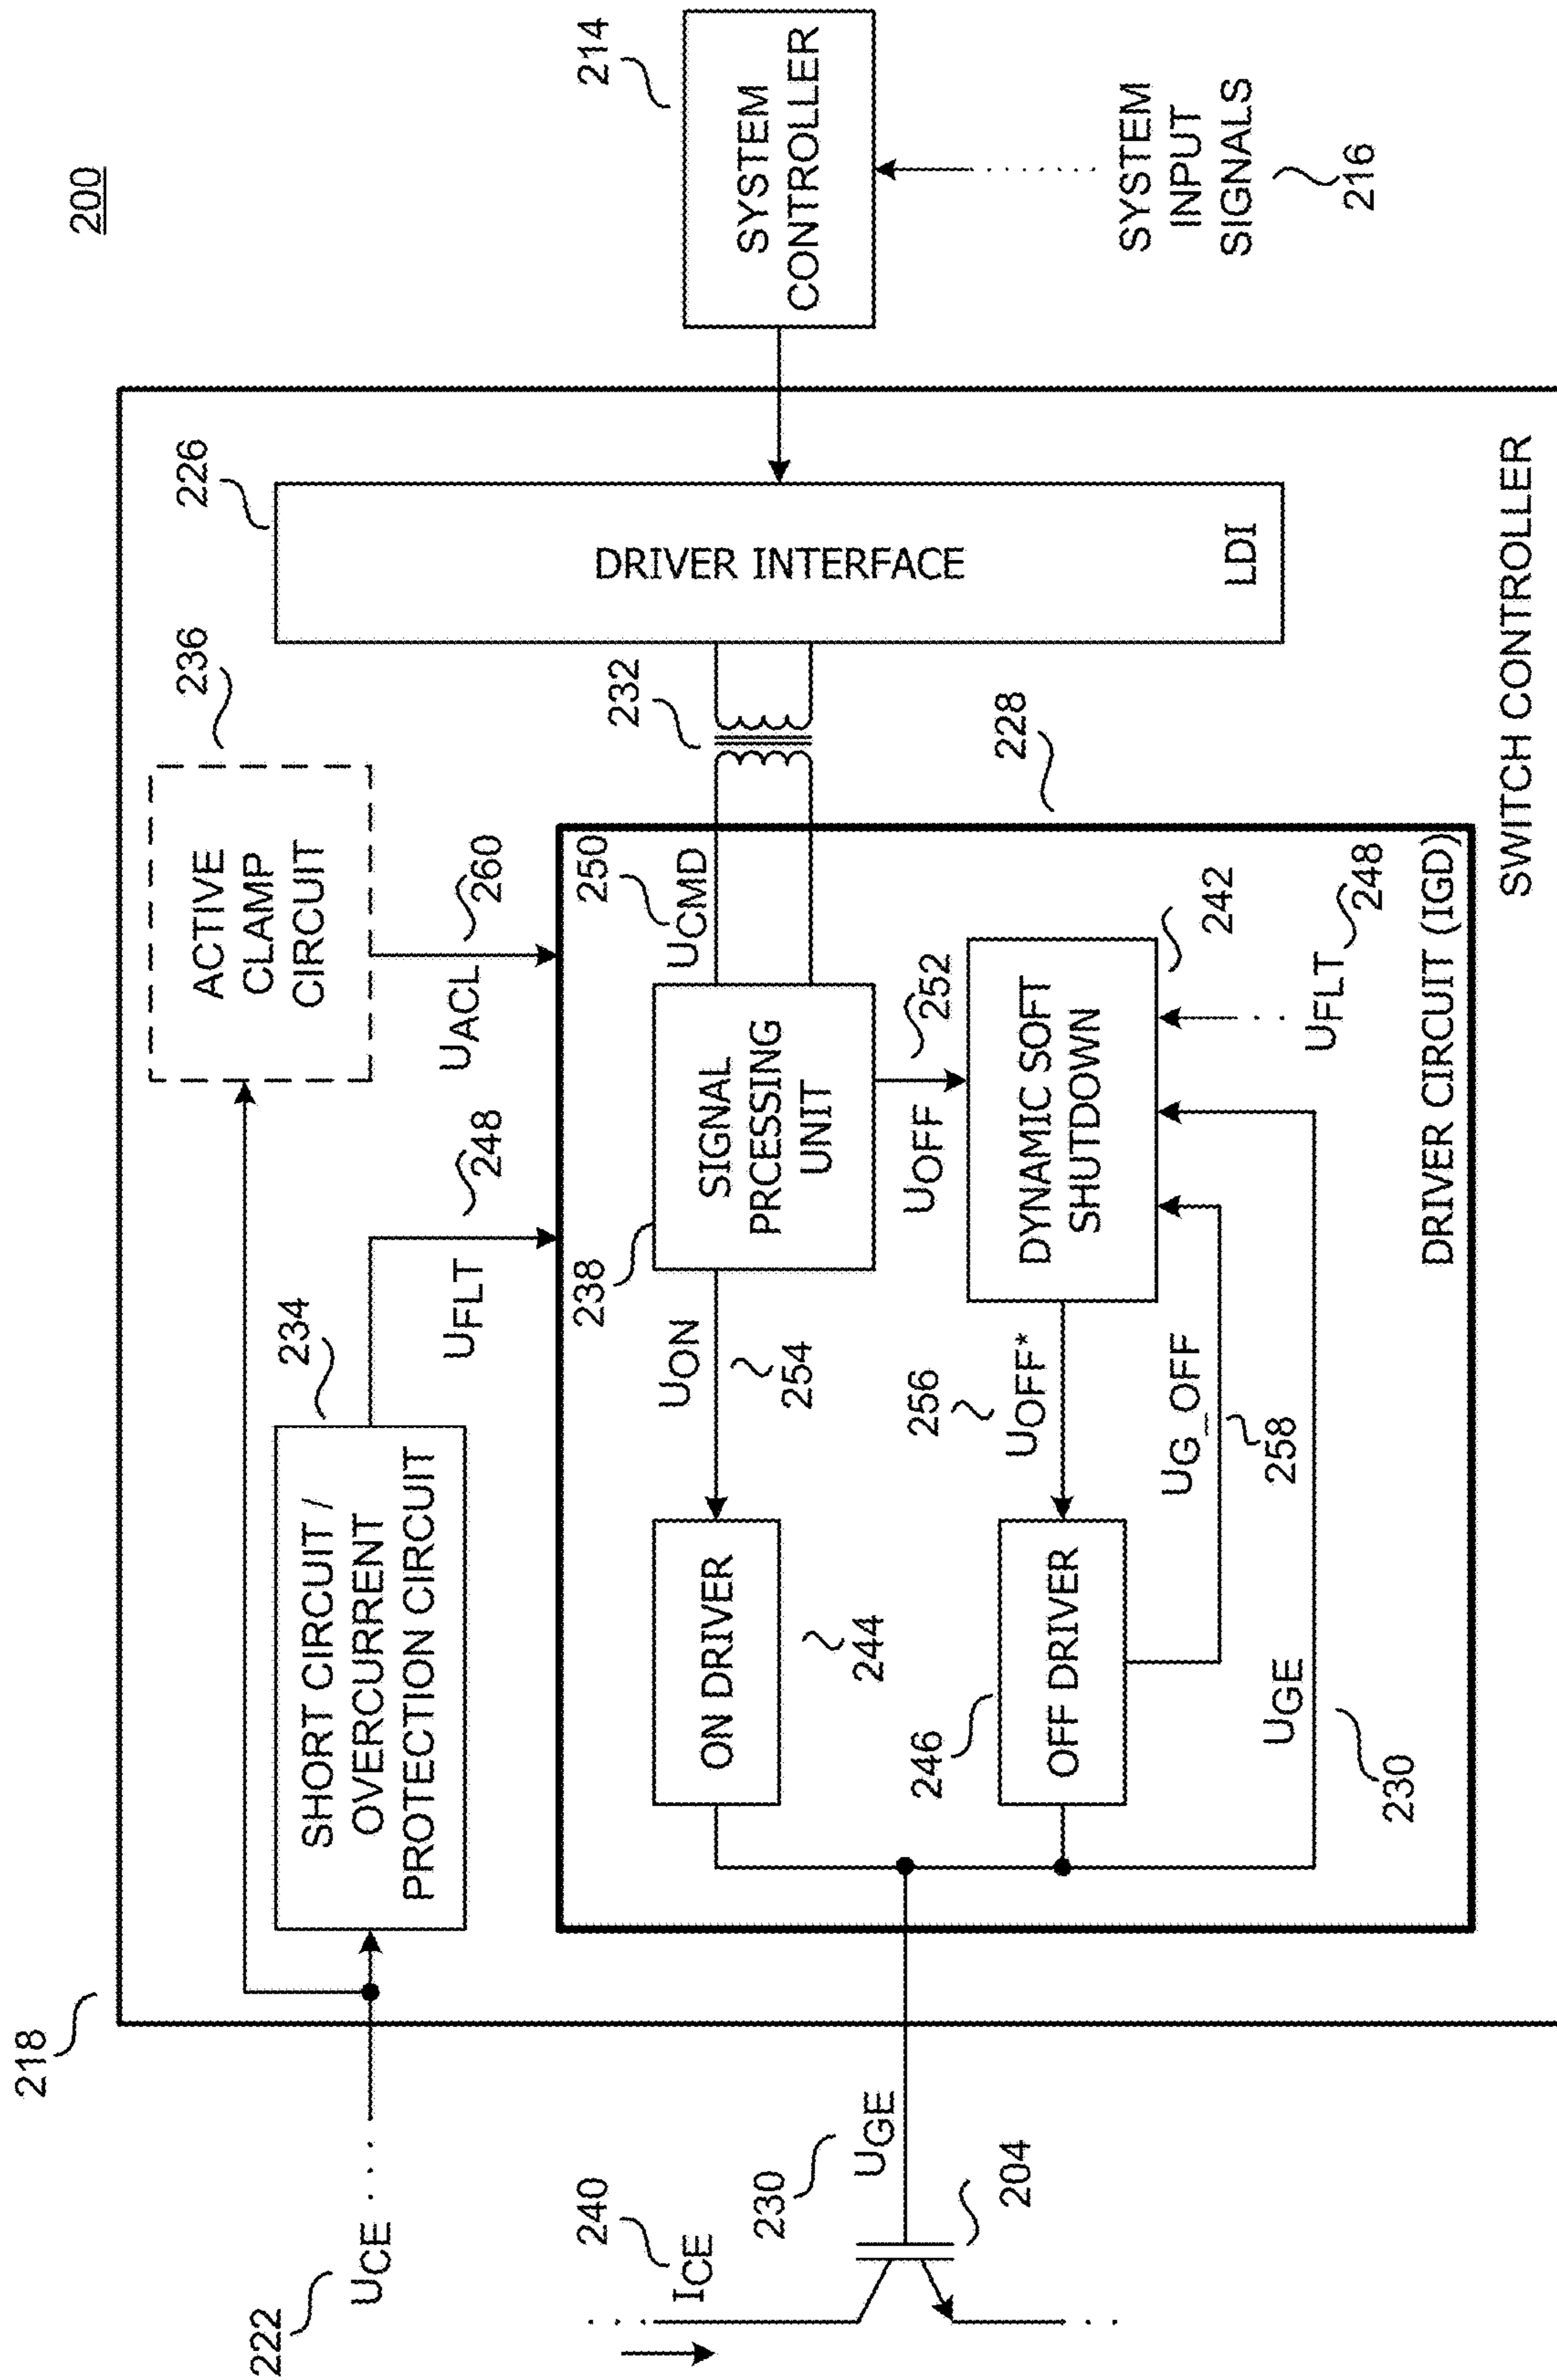 200
218
222
UCE
SHORT CIRCUIT /
OVERCURRENT
PROTECTION CIRCUIT
234
UFLT
248
ACTIVE
CLAMP
CIRCUIT
236
UACL
260
240
ICE
230
UGE
204
ON DRIVER
244
UON
254
238
SIGNAL
PRCESSING
UNIT
250
UCMD
232
DRIVER INTERFACE
LDI
226
SYSTEM
CONTROLLER
214
SYSTEM
INPUT
SIGNALS
216
246
OFF DRIVER
256
UOFF*
UOFF
252
DYNAMIC SOFT
SHUTDOWN
242
228
UG_OFF
258
UGE
230
UFLT
248
DRIVER CIRCUIT (IGD)
SWITCH CONTROLLER